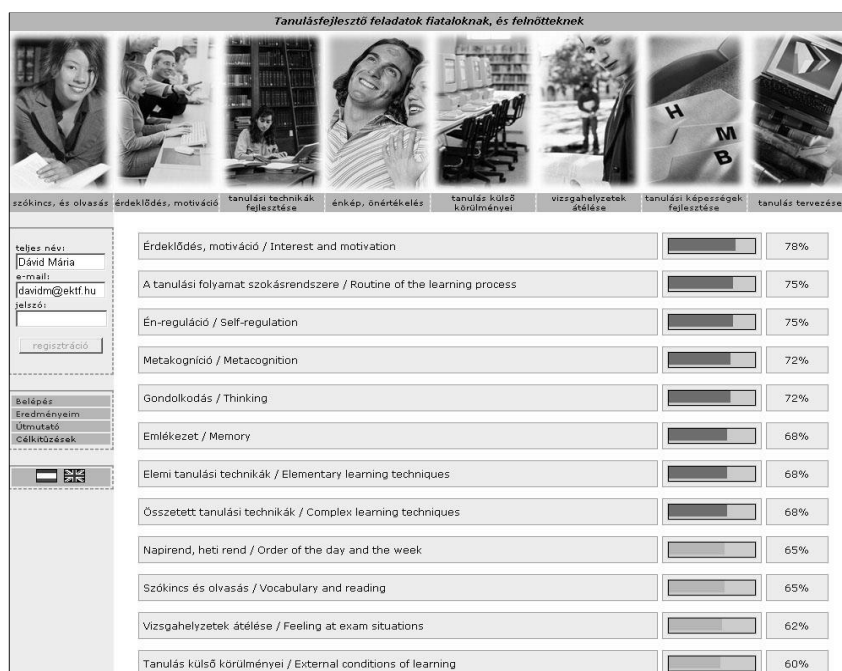 Tanulásfejlesztő feladatok fiataloknak, és felnőtteknek
H
M
B
szókincs, és olvasás
érdeklődés, motiváció
tanulási technikák
fejlesztése
énkép, önértékelés
tanulás külső
körülményei
vizsgahelyzetek
átélése
tanulási képességek
fejlesztése
tanulás tervezése
teljes név:
Dávid Mária
e-mail:
davidm@ektf.hu
jelszó:
regisztráció
Belépés
Eredményeim
Útmutató
Célkitűzések
Érdeklődés, motiváció / Interest and motivation 78%
A tanulási folyamat szokásrendszere / Routine of the learning process 75%
Én-reguláció / Self-regulation 75%
Metakogníció / Metacognition 72%
Gondolkodás / Thinking 72%
Emlékezet / Memory 68%
Elemi tanulási technikák / Elementary learning techniques 68%
Összetett tanulási technikák / Complex learning techniques 68%
Napirend, heti rend / Order of the day and the week 65%
Szókincs és olvasás / Vocabulary and reading 65%
Vizsgahelyzetek átélése / Feeling at exam situations 62%
Tanulás külső körülményei / External conditions of learning 60%